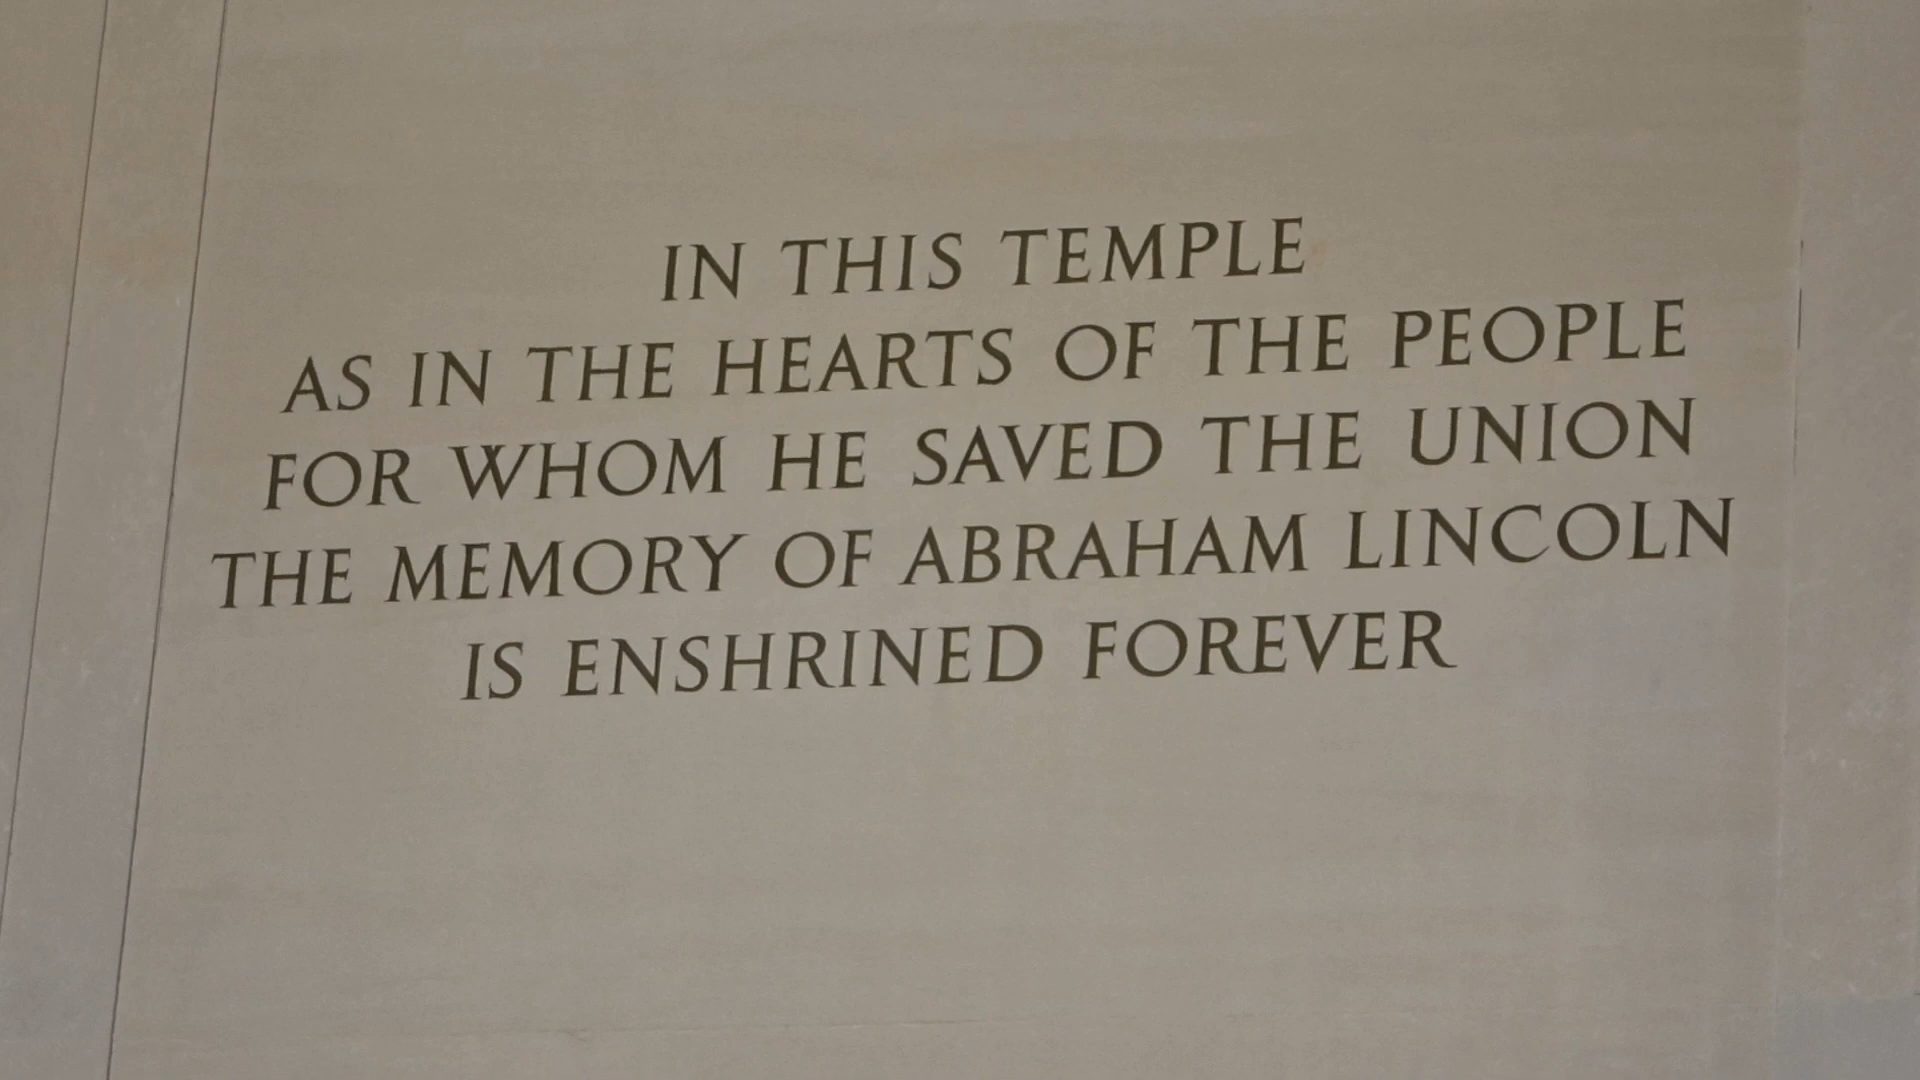 IN THIS TEMPLE
AS IN THE HEARTS OF THE PEOPLE
FOR WHOM HE SAVED THE UNION
THE MEMORY OF ABRAHAM LINCOLN
IS ENSHRINED FOREVER